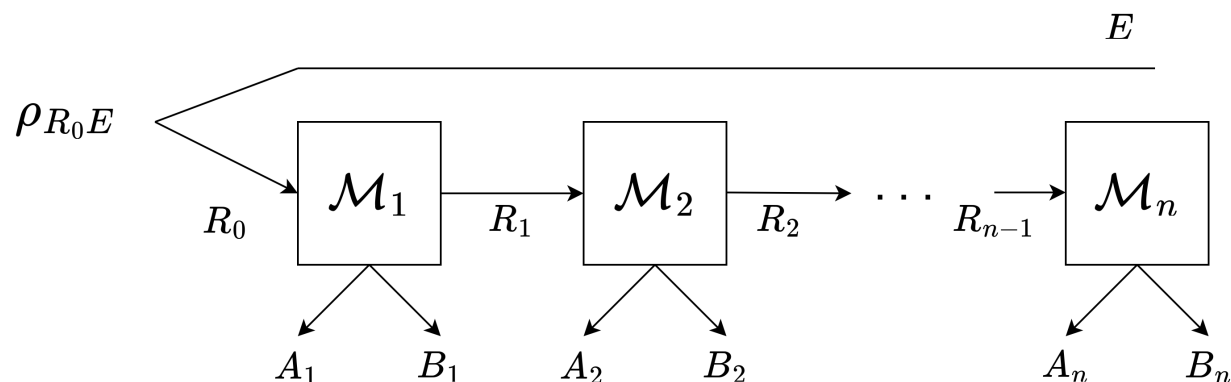 E
ρ_{R_0E}
ℳ_1 ℳ_2 · · · ℳ_n
R_0 R_1 R_2 R_{n−1}
A_1 B_1 A_2 B_2 A_n B_n